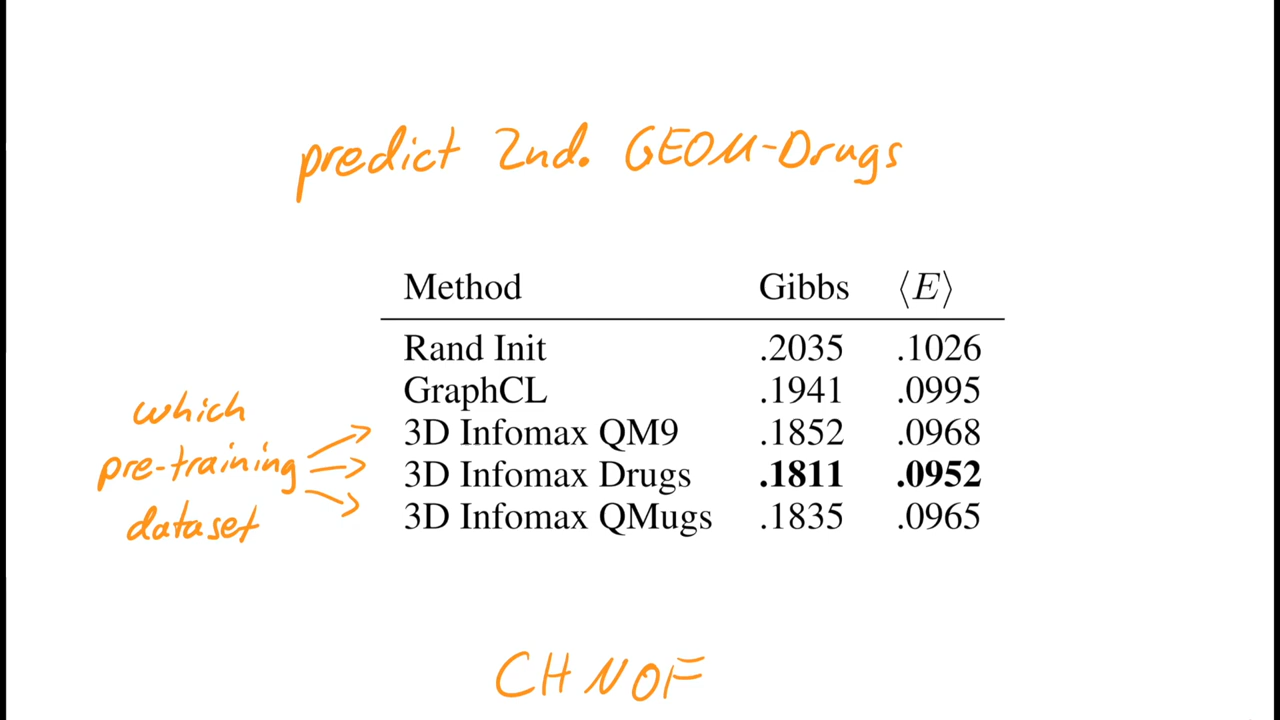 predict 2nd. GEOM-Drugs
Method Gibbs ⟨E⟩
Rand Init .2035 .1026
GraphCL .1941 .0995
which
3D Infomax QM9 .1852 .0968
pre-training
3D Infomax Drugs .1811 .0952
dataset
3D Infomax QMugs .1835 .0965
CHNOF